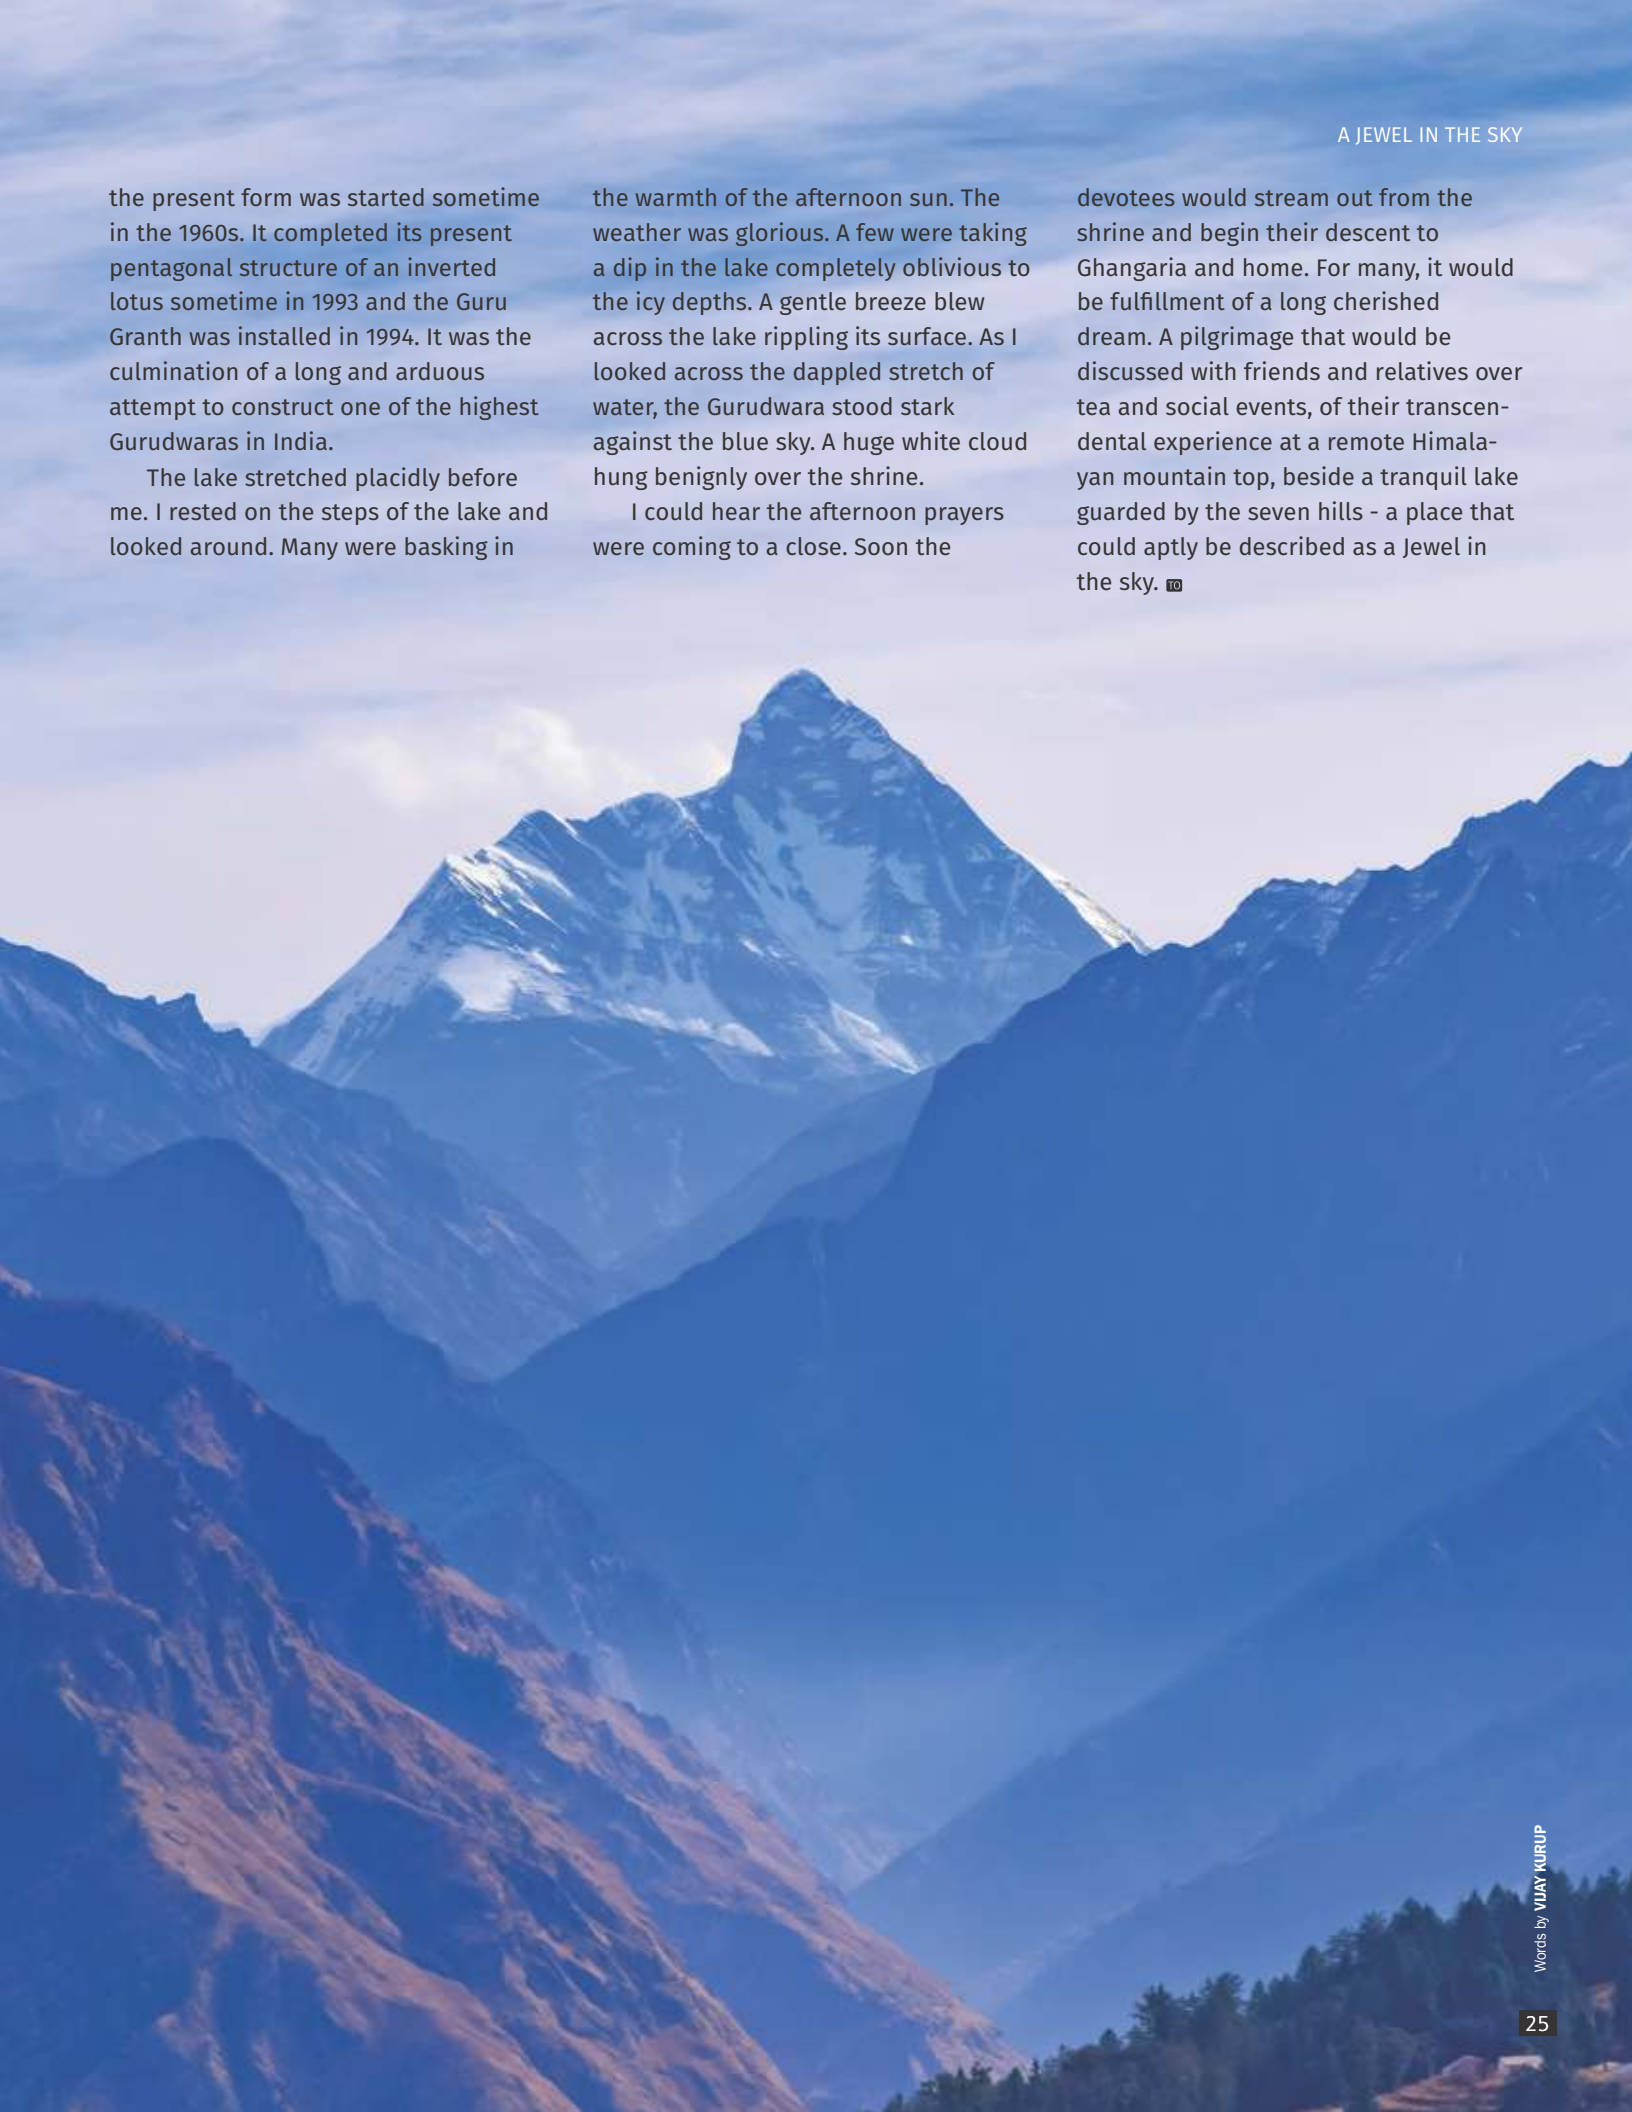 A JEWEL IN THE SKY
the present form was started sometime
in the 1960s. It completed its present
pentagonal structure of an inverted
lotus sometime in 1993 and the Guru
Granth was installed in 1994. It was the
culmination of a long and arduous
attempt to construct one of the highest
Gurudwaras in India.
The lake stretched placidly before
me. I rested on the steps of the lake and
looked around. Many were basking in
the warmth of the afternoon sun. The
weather was glorious. A few were taking
a dip in the lake completely oblivious to
the icy depths. A gentle breeze blew
across the lake rippling its surface. As I
looked across the dappled stretch of
water, the Gurudwara stood stark
against the blue sky. A huge white cloud
hung benignly over the shrine.
I could hear the afternoon prayers
were coming to a close. Soon the
devotees would stream out from the
shrine and begin their descent to
Ghangaria and home. For many, it would
be fulfillment of a long cherished
dream. A pilgrimage that would be
discussed with friends and relatives over
tea and social events, of their transcen-
dental experience at a remote Himala-
yan mountain top, beside a tranquil lake
guarded by the seven hills - a place that
could aptly be described as a Jewel in
the sky. TO
Words by VIJAY KURUP
25